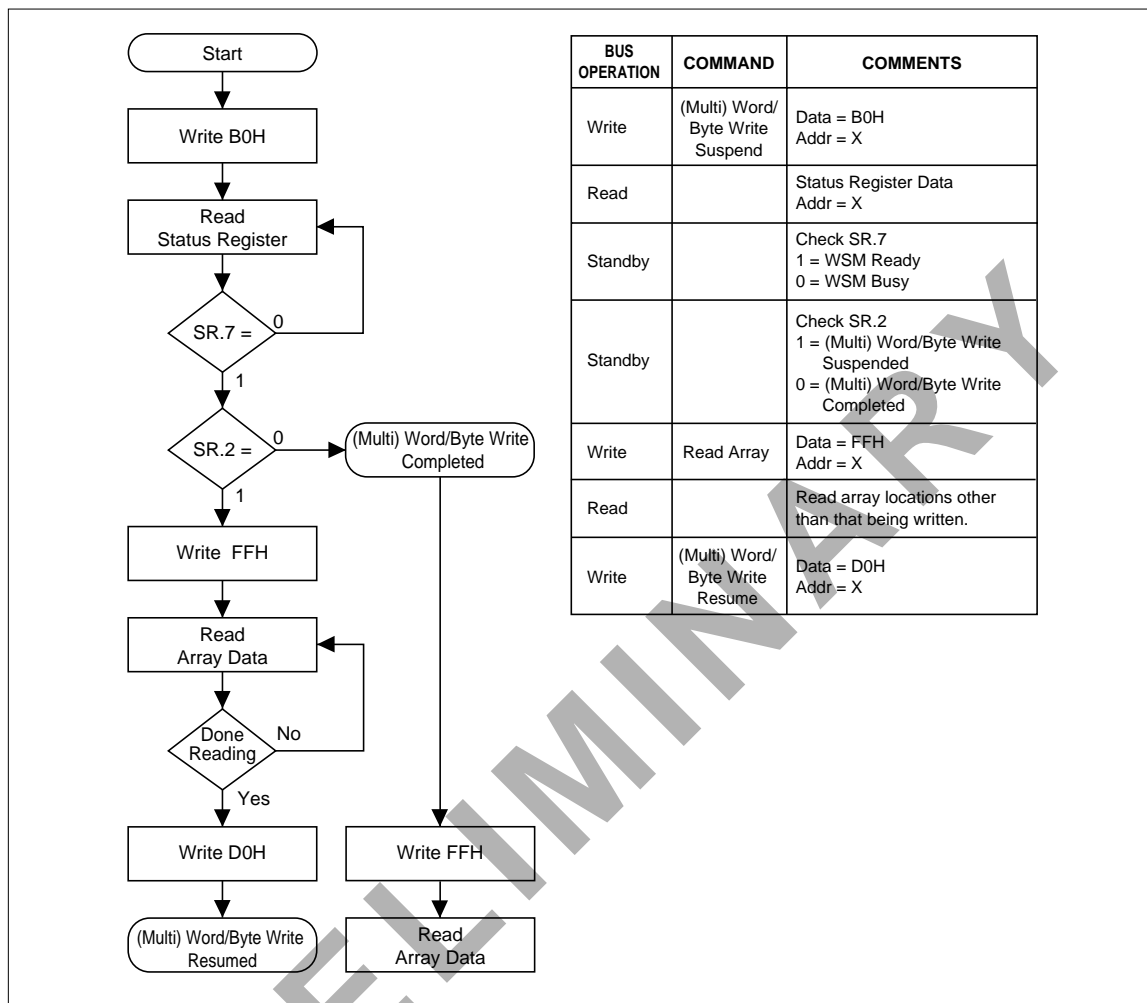 Start
Write B0H
Read
Status Register
SR.7 =
0
1
SR.2 =
0
(Multi) Word/Byte Write
Completed
1
Write FFH
Read
Array Data
Done
Reading
No
Yes
Write D0H
(Multi) Word/Byte Write
Resumed
Write FFH
Read
Array Data
BUS
OPERATION
COMMAND
COMMENTS
Write
(Multi) Word/
Byte Write
Suspend
Data = B0H
Addr = X
Read
Status Register Data
Addr = X
Standby
Check SR.7
1 = WSM Ready
0 = WSM Busy
Standby
Check SR.2
1 = (Multi) Word/Byte Write
Suspended
0 = (Multi) Word/Byte Write
Completed
Write
Read Array
Data = FFH
Addr = X
Read
Read array locations other
than that being written.
Write
(Multi) Word/
Byte Write
Resume
Data = D0H
Addr = X
ELIMINARY